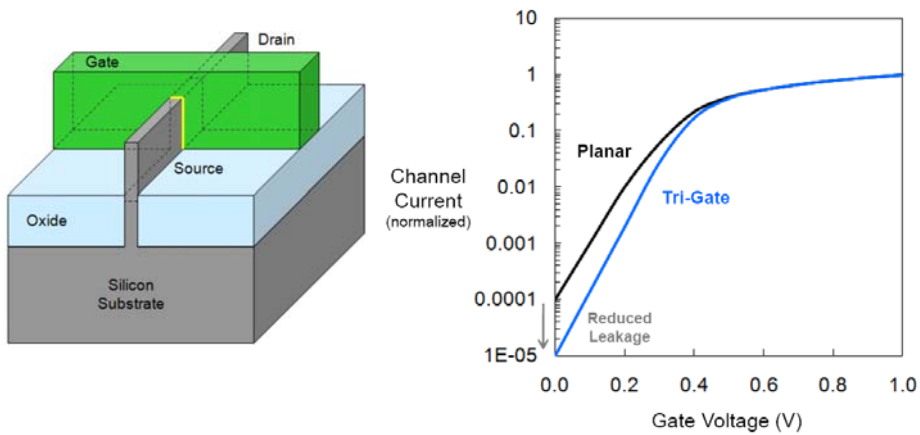 Drain
Gate
Source
Oxide
Silicon
Substrate
Channel
Current
(normalized)
10
1
0.1
0.01
0.001
0.0001
1E-05
Planar
Tri-Gate
Reduced
Leakage
0.0 0.2 0.4 0.6 0.8 1.0
Gate Voltage (V)